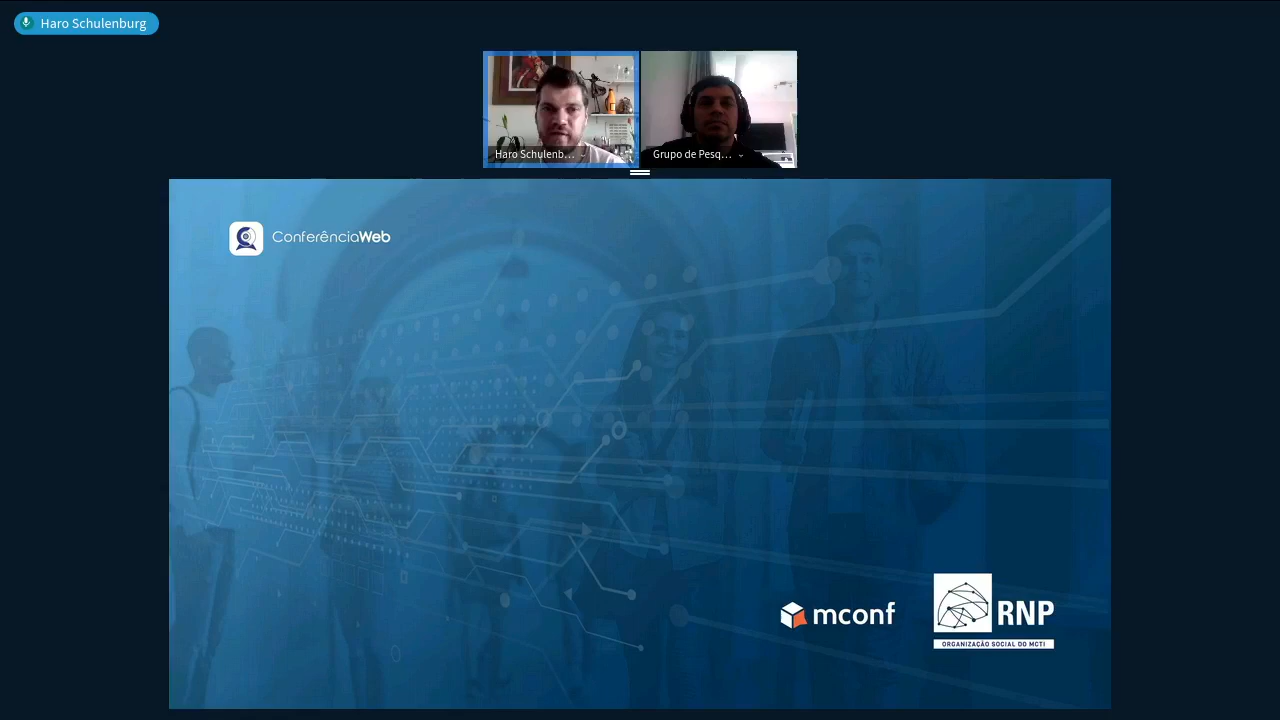 Haro Schulenburg
Haro Schulenb…
Grupo de Pesq…
ConferênciaWeb
mconf
RNP
ORGANIZAÇÃO SOCIAL DO MCTI